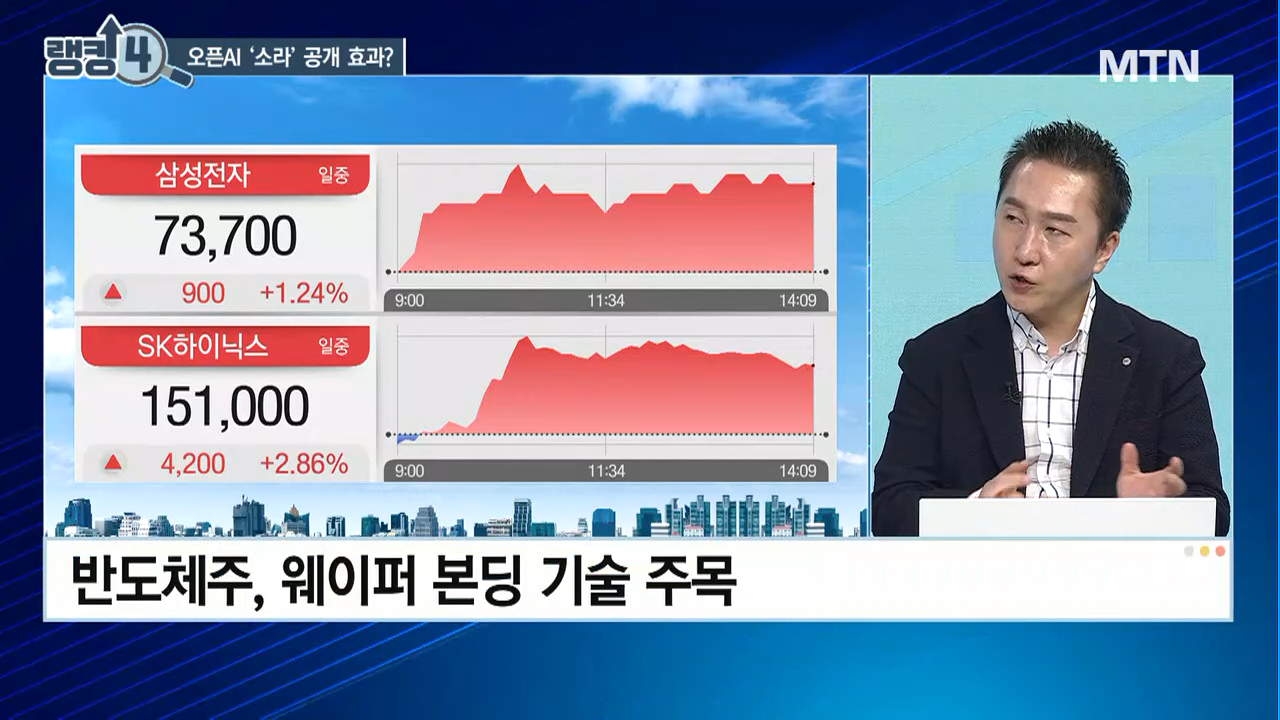 랭킹4
오픈AI '소라' 공개 효과?
MTN
삼성전자 일중
73,700
▲ 900 +1.24%
9:00 11:34 14:09
SK하이닉스 일중
151,000
▲ 4,200 +2.86%
9:00 11:34 14:09
반도체주, 웨이퍼 본딩 기술 주목